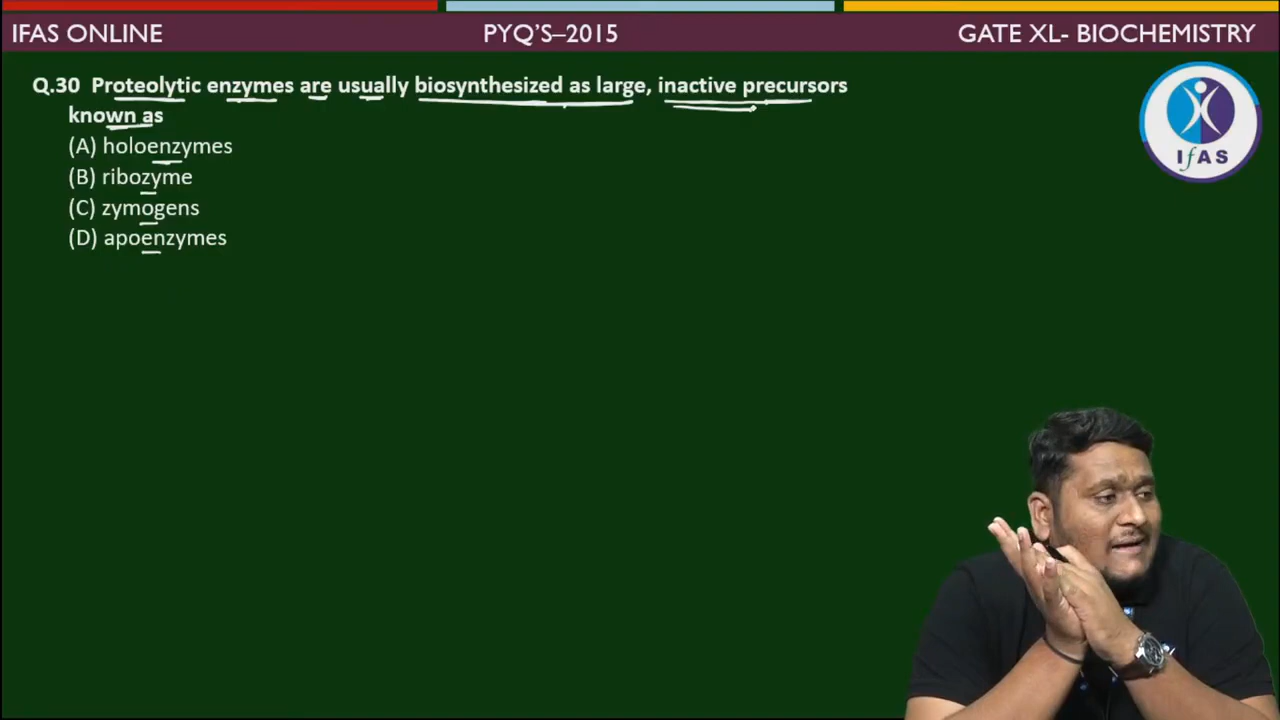 IFAS ONLINE PYQ'S–2015 GATE XL- BIOCHEMISTRY
Q.30 Proteolytic enzymes are usually biosynthesized as large, inactive precursors
known as
(A) holoenzymes
(B) ribozyme
(C) zymogens
(D) apoenzymes
IfAS